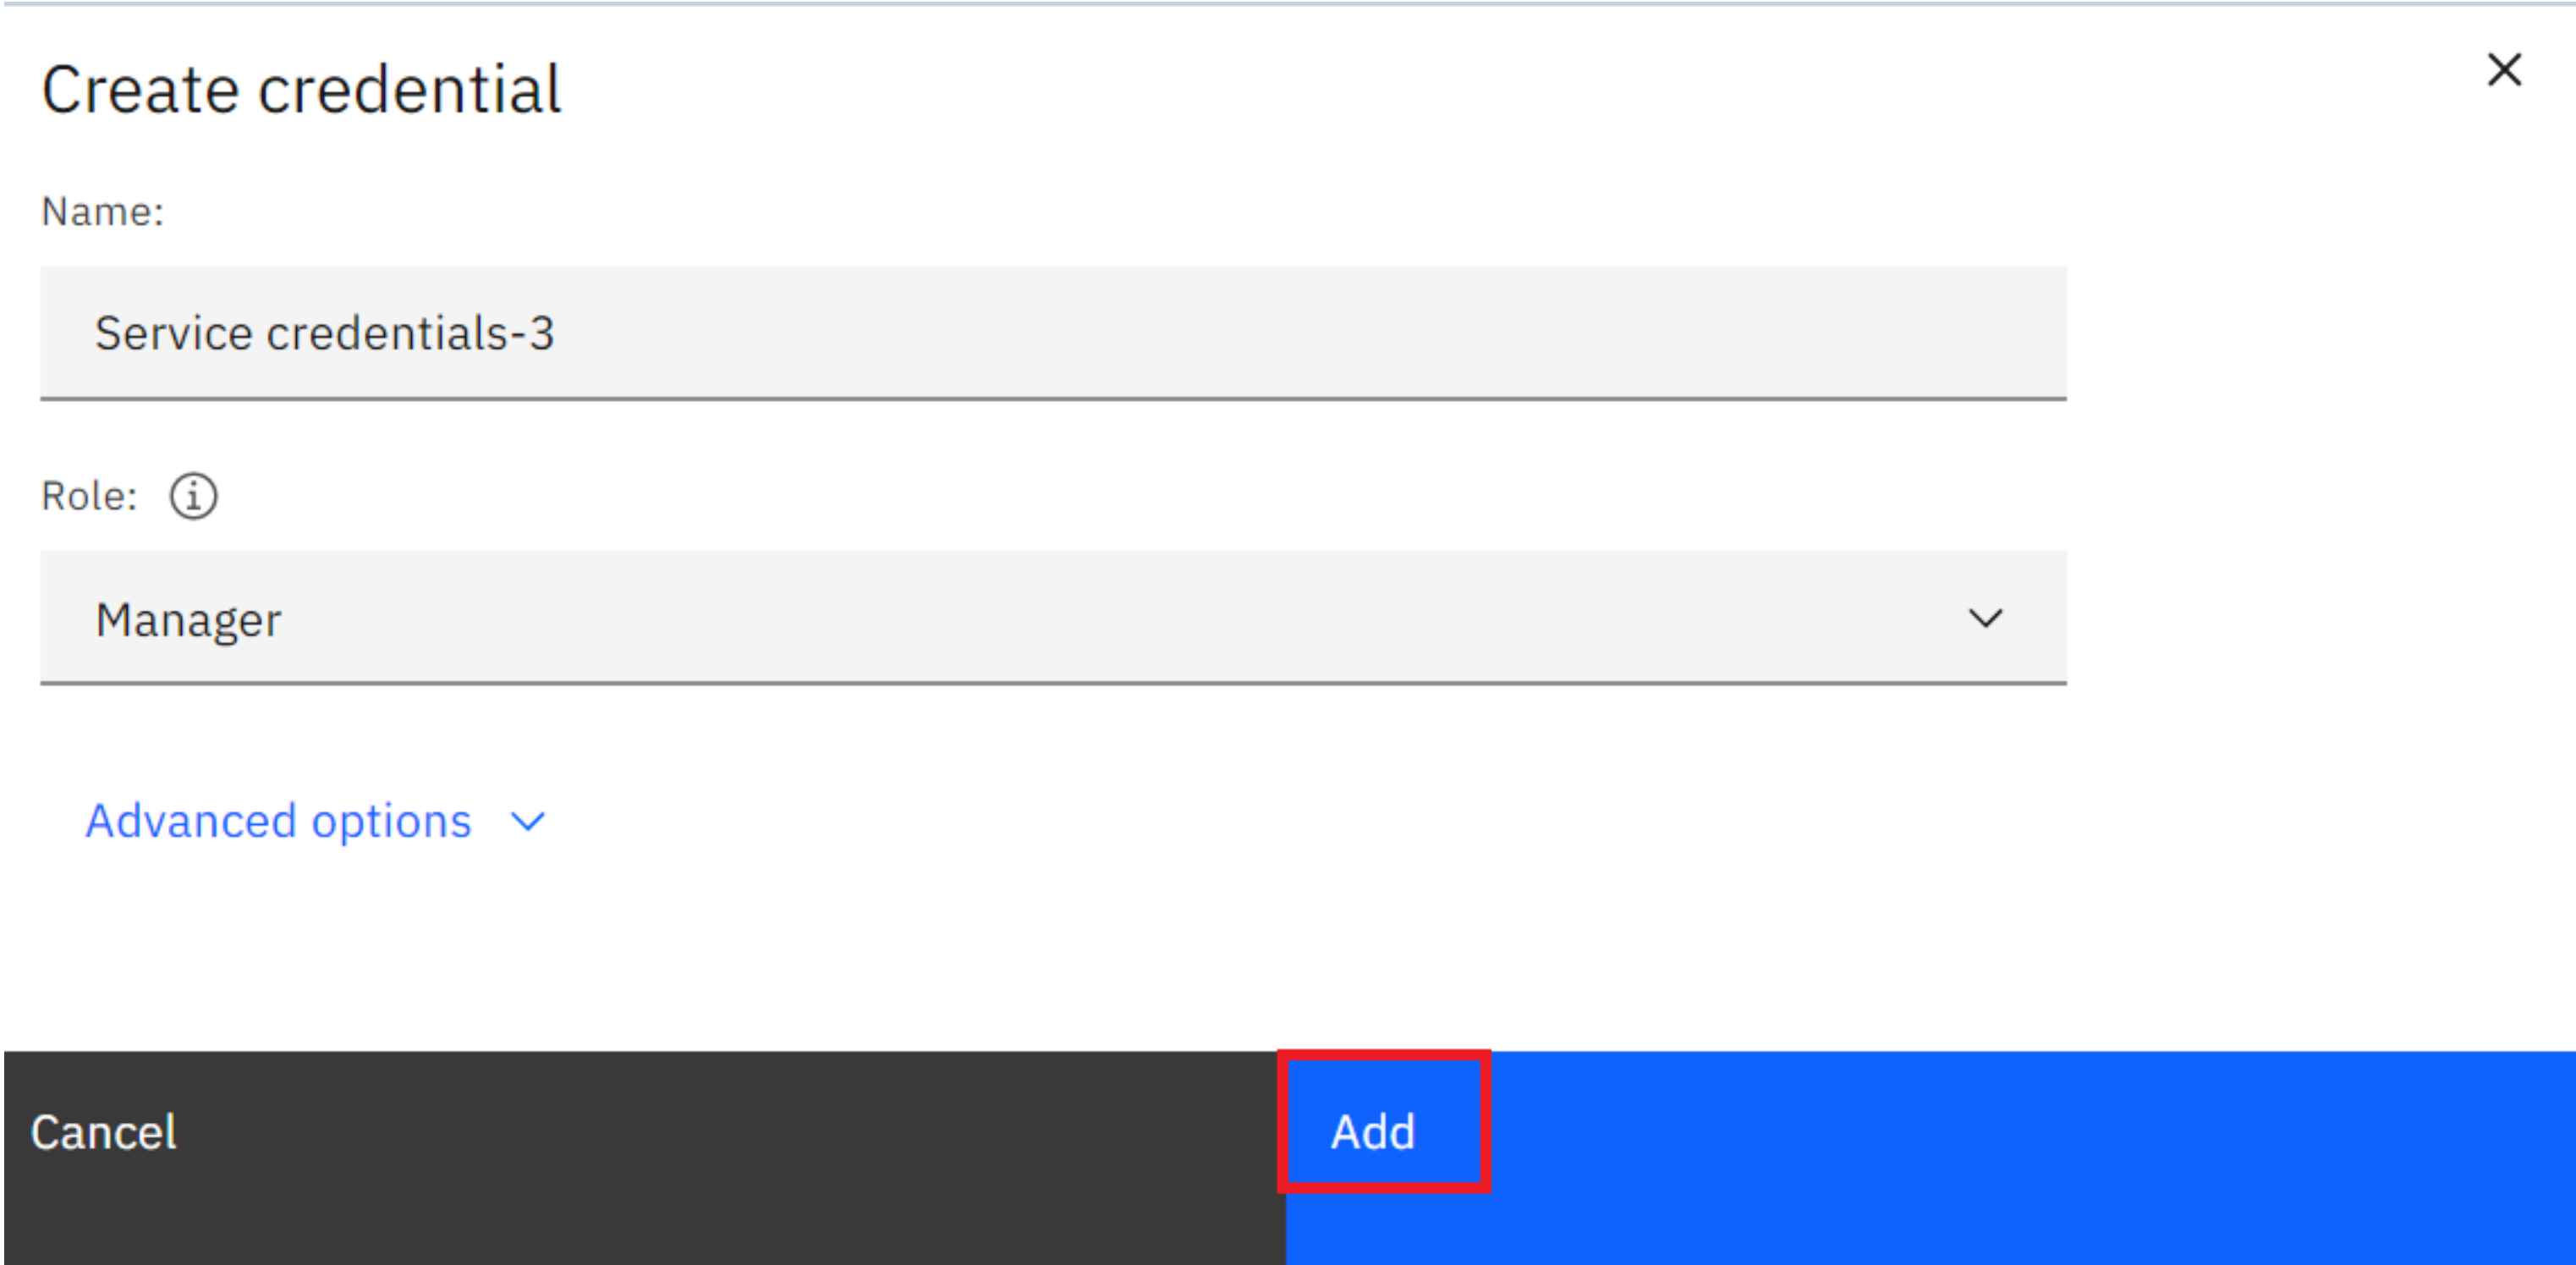 Create credential
Name:
Service credentials-3
Role:
Manager
Advanced options
Cancel
Add